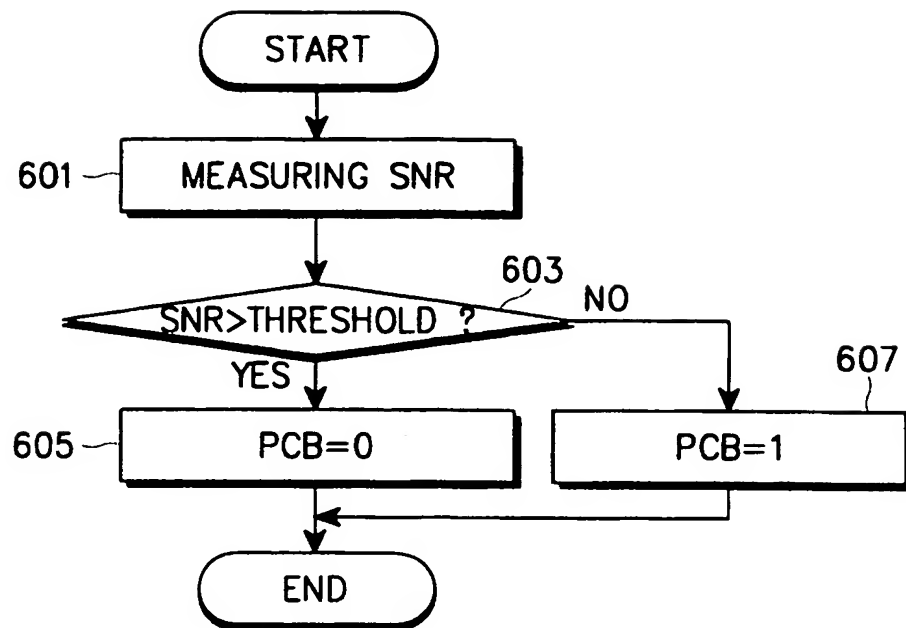 START
601
MEASURING SNR
603
SNR>THRESHOLD ?
NO
YES
607
605
PCB=0
PCB=1
END